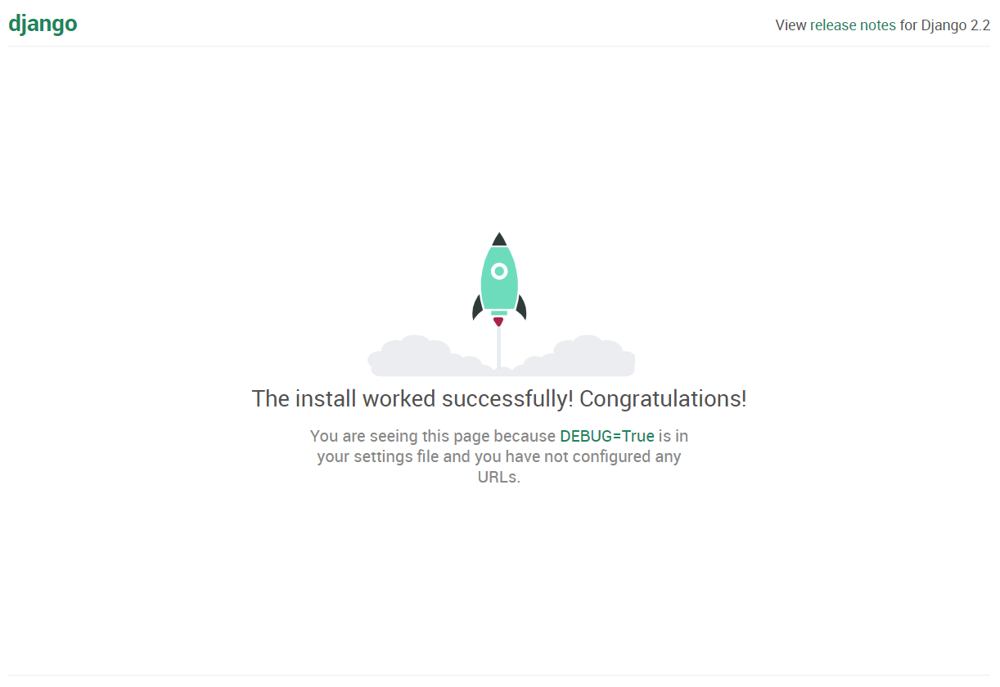 django
View release notes for Django 2.2
The install worked successfully! Congratulations!
You are seeing this page because DEBUG=True is in
your settings file and you have not configured any
URLs.